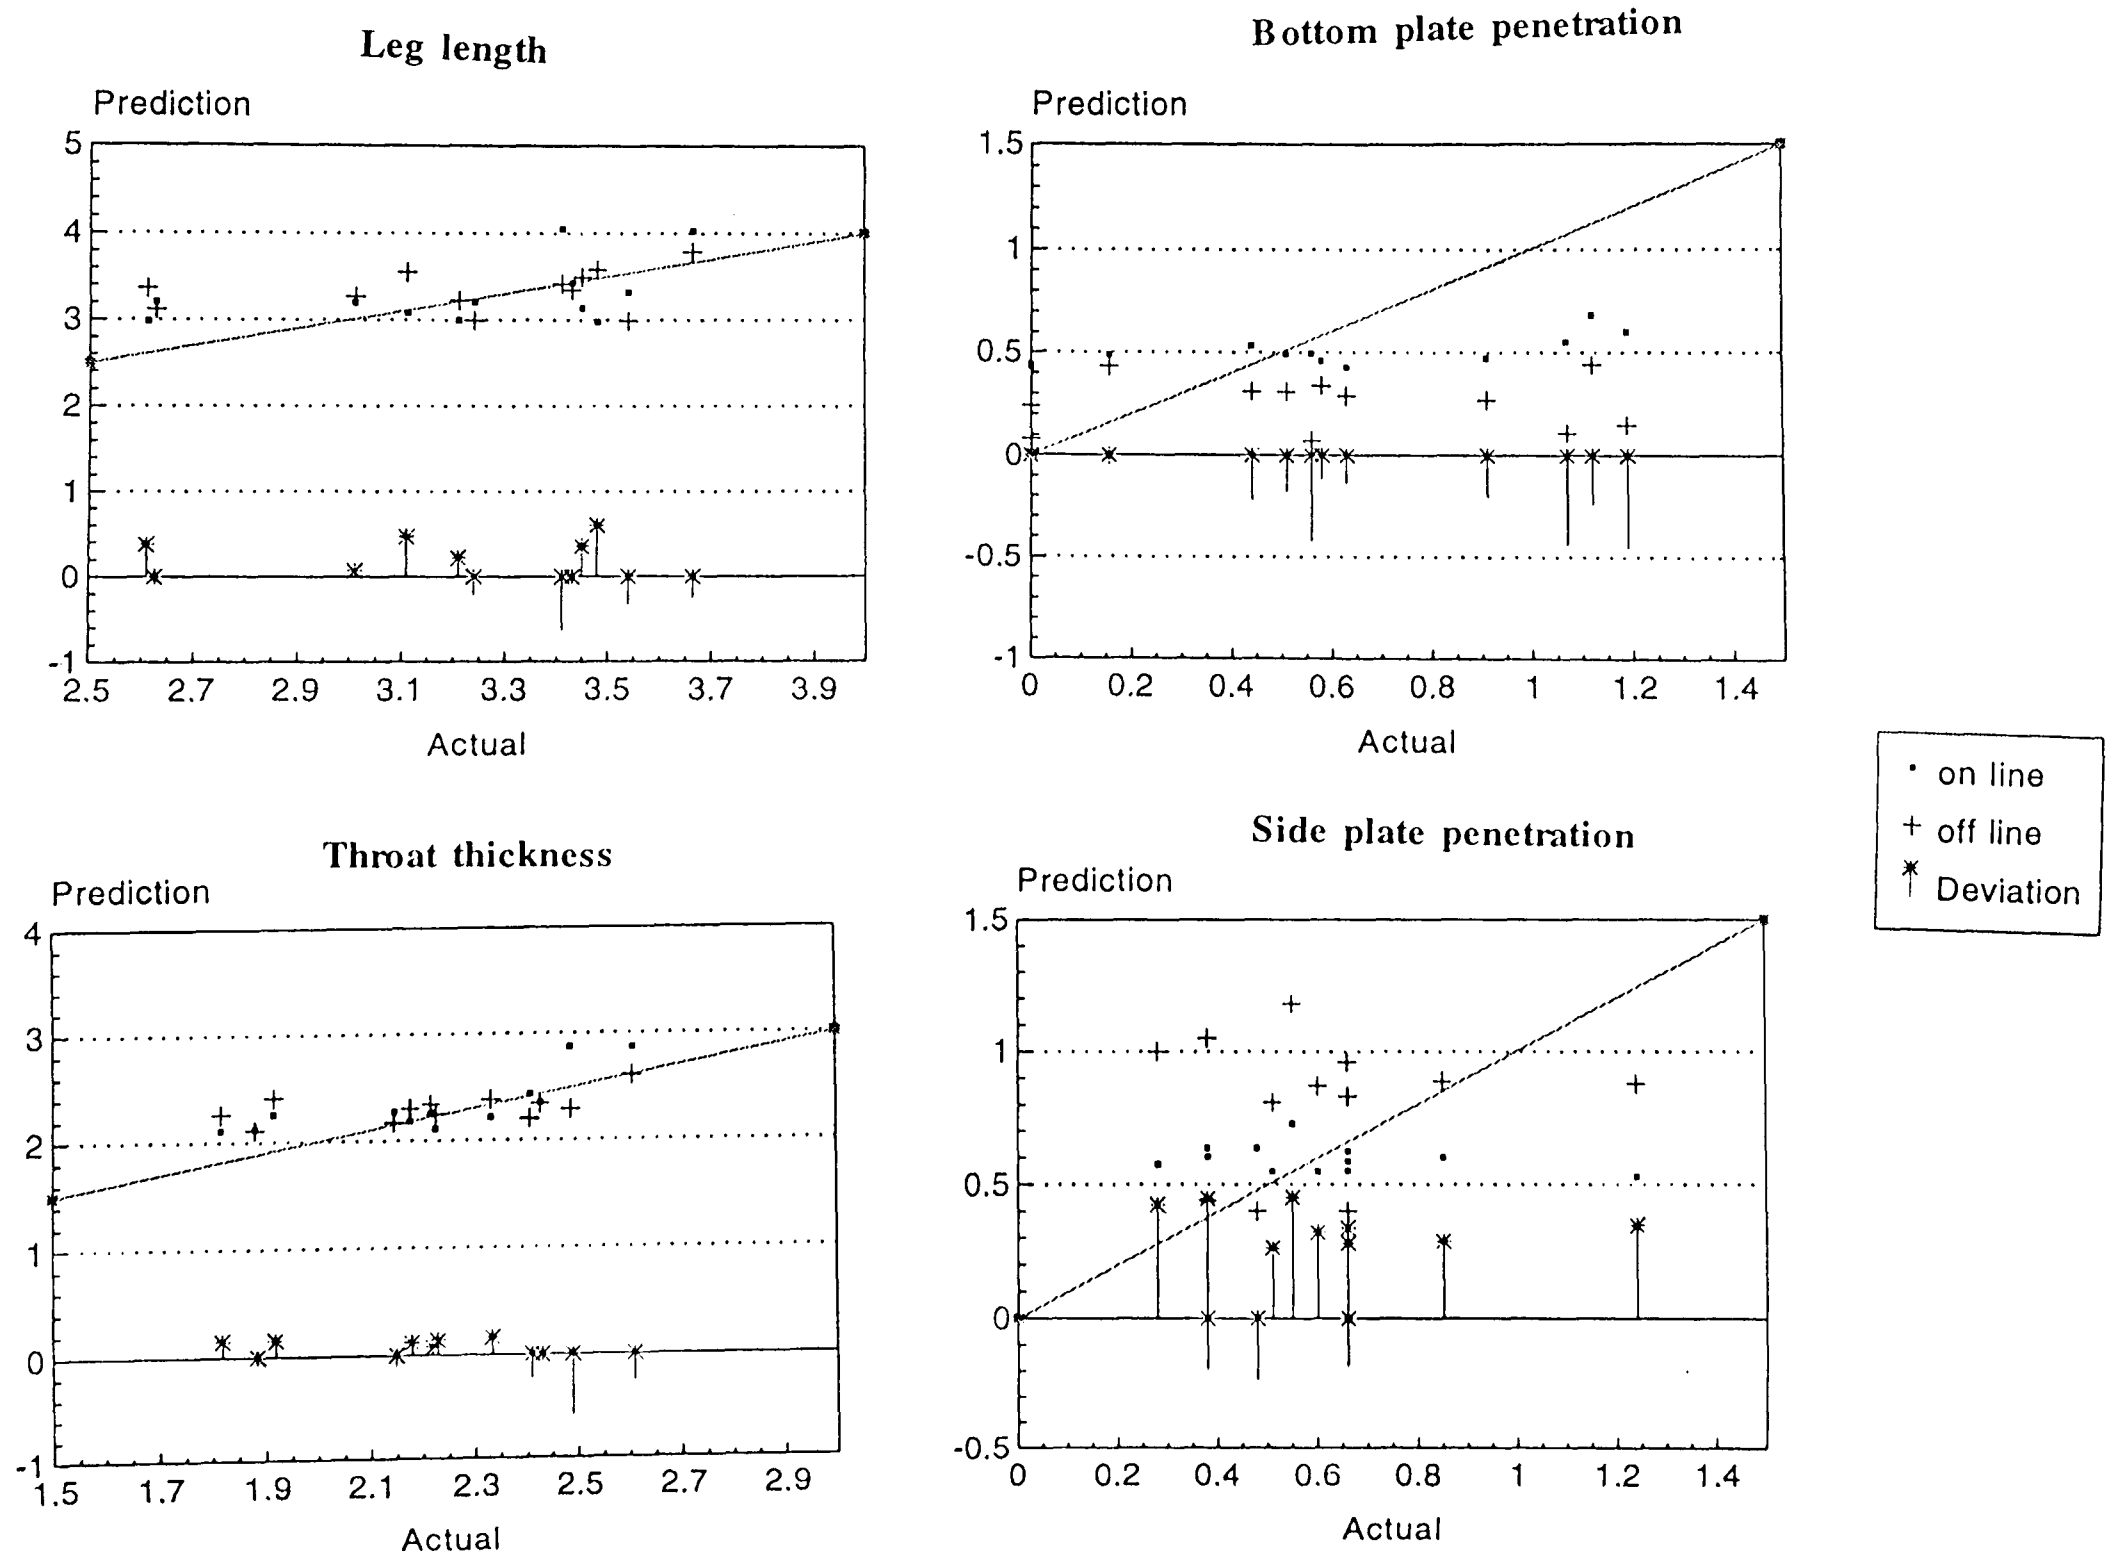 Leg length
Prediction
5
4
3
2
1
0
-1
2.5 2.7 2.9 3.1 3.3 3.5 3.7 3.9
Actual
Bottom plate penetration
Prediction
1.5
1
0.5
0
-0.5
-1
0 0.2 0.4 0.6 0.8 1 1.2 1.4
Actual
on line
off line
Deviation
Throat thickness
Prediction
4
3
2
1
0
-1
1.5 1.7 1.9 2.1 2.3 2.5 2.7 2.9
Actual
Side plate penetration
Prediction
1.5
1
0.5
0
-0.5
0 0.2 0.4 0.6 0.8 1 1.2 1.4
Actual